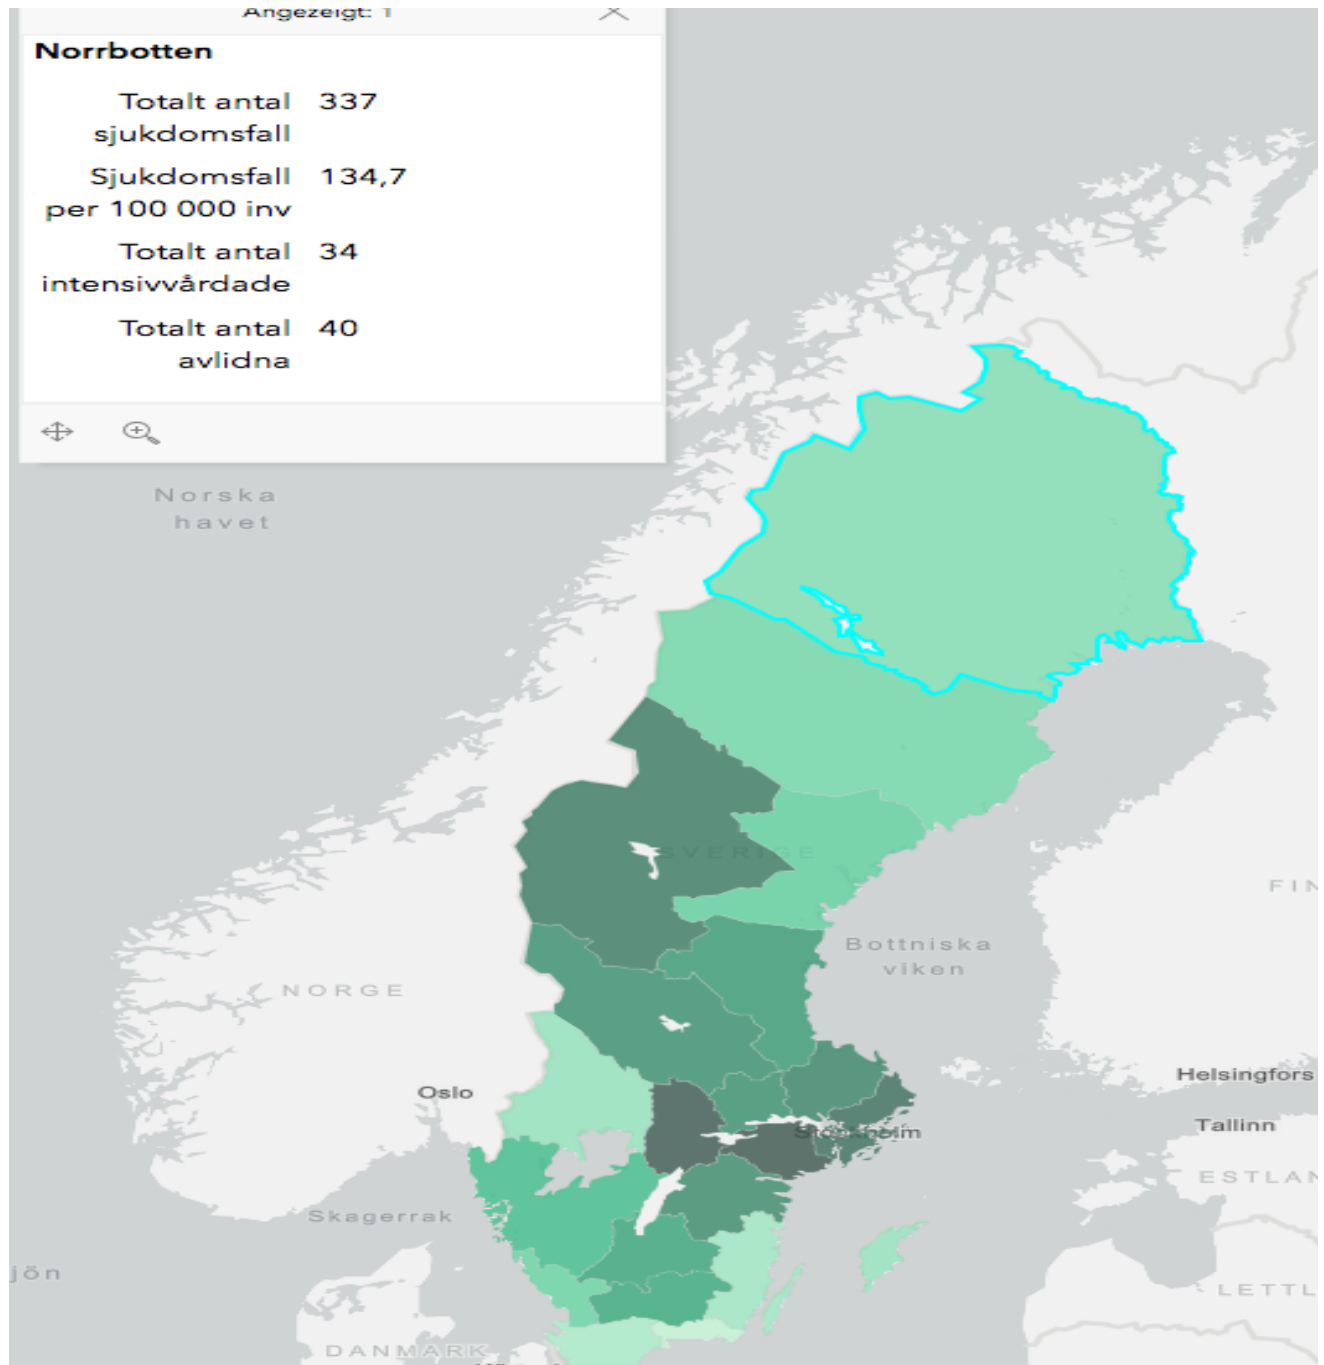 Angezeigt: 1
Norrbotten
Totalt antal 337
sjukdomsfall
Sjukdomsfall 134,7
per 100 000 inv
Totalt antal 34
intensivvårdade
Totalt antal 40
avlidna
Norska
havet
SVERIGE
FIN
Bottniska
viken
NORGE
Helsingfors
Oslo
Tallinn
Stockholm
ESTLAN
Skagerrak
jön
LETTL
DANMARK